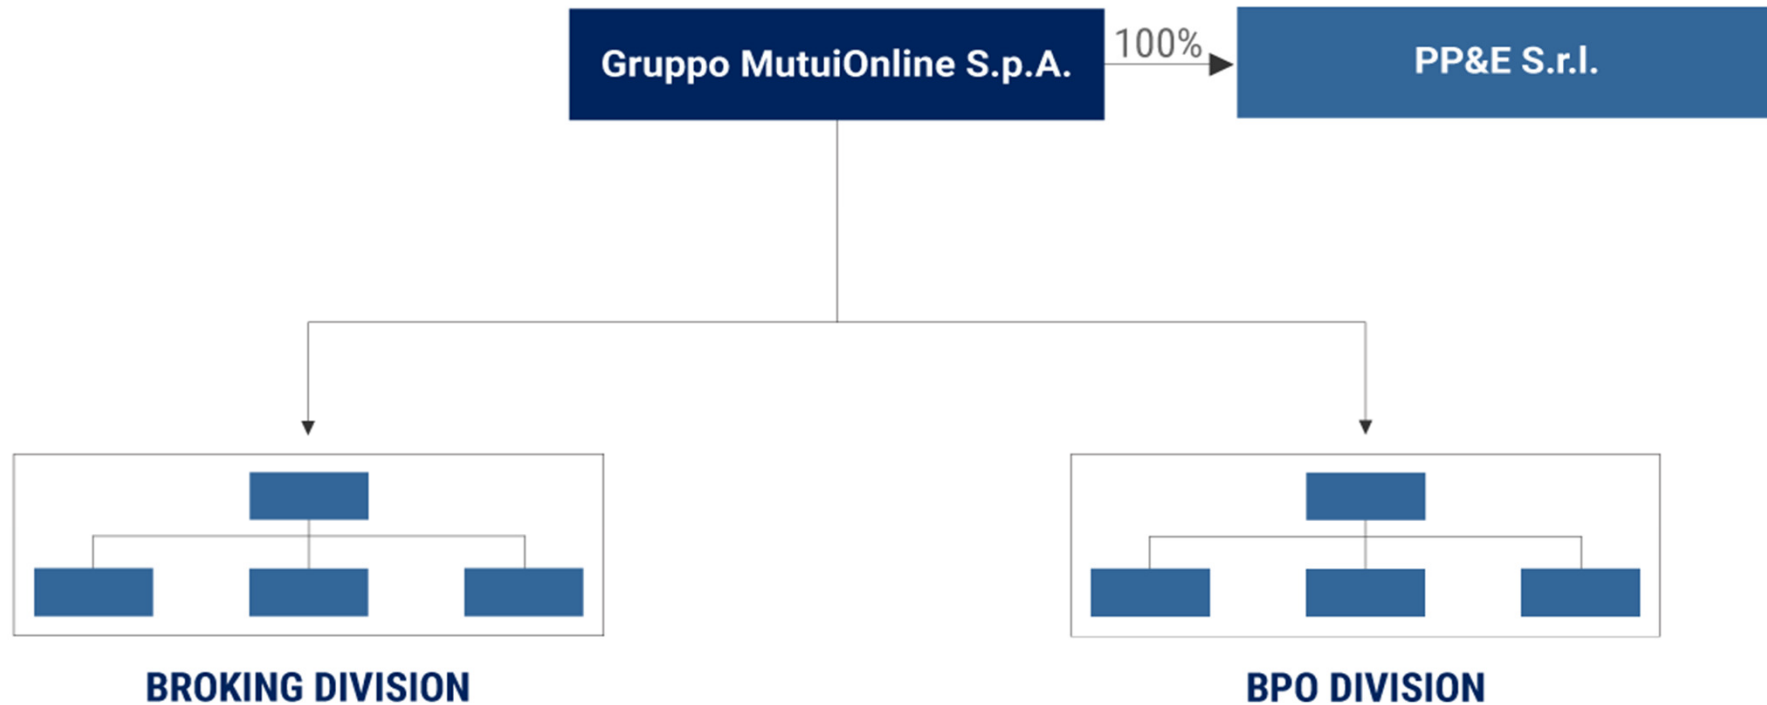 Gruppo MutuiOnline S.p.A.
100%
PP&E S.r.l.
BROKING DIVISION
BPO DIVISION